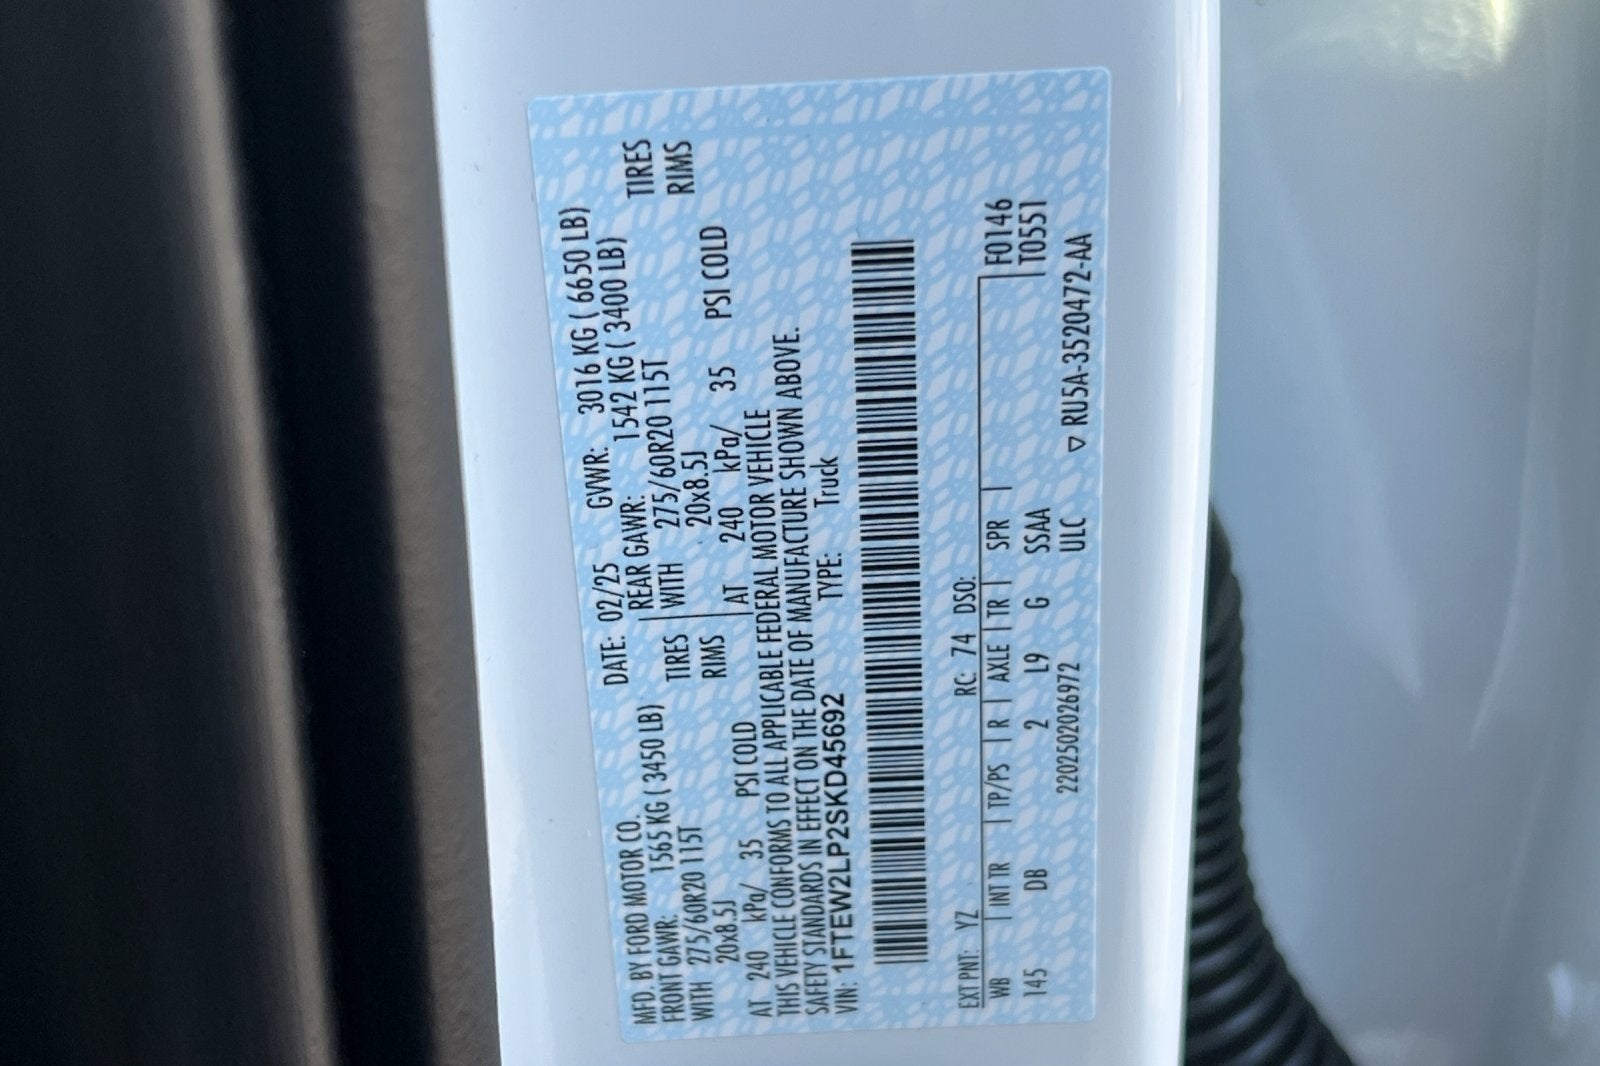 MFD. BY FORD MOTOR CO. DATE: 02/25 GVWR: 3016 KG ( 6650 LB)
FRONT GAWR: 1565 KG ( 3450 LB) REAR GAWR: 1542 KG ( 3400 LB)
WITH 275/60R20 115T TIRES WITH 275/60R20 115T TIRES
20x8.5J RIMS 20x8.5J RIMS
AT 240 kPa/ 35 PSI COLD AT 240 kPa/ 35 PSI COLD
THIS VEHICLE CONFORMS TO ALL APPLICABLE FEDERAL MOTOR VEHICLE
SAFETY STANDARDS IN EFFECT ON THE DATE OF MANUFACTURE SHOWN ABOVE.
VIN: 1FTEW2LP2SKD45692 TYPE: Truck
EXT PNT: YZ RC: 74 DSO: F0146
WB INT TR TP/PS R AXLE TR SPR T0551
145 DB 2 L9 G SSAA
2202502026972 ULC ▽ RU5A-3520472-AA